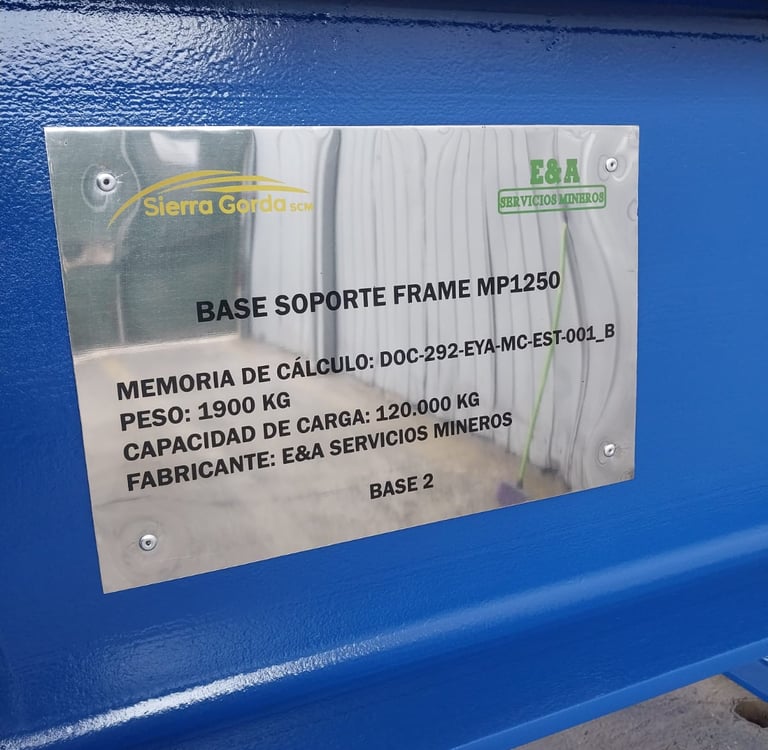 Sierra Gorda SCM
E&A
SERVICIOS MINEROS
BASE SOPORTE FRAME MP1250
MEMORIA DE CÁLCULO: DOC-292-EYA-MC-EST-001_B
PESO: 1900 KG
CAPACIDAD DE CARGA: 120.000 KG
FABRICANTE: E&A SERVICIOS MINEROS
BASE 2